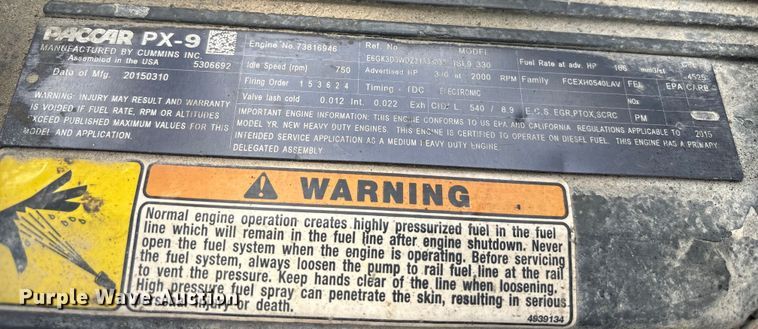 PACCAR PX-9
MANUFACTURED BY CUMMINS INC.
Assembled in the USA 5306692
Date of Mfg. 20150310
WARNING: INJURY MAY RESULT AND WARRANTY
IS VOIDED IF FUEL RATE, RPM OR ALTITUDES
EXCEED PUBLISHED MAXIMUM VALUES FOR THIS
MODEL AND APPLICATION.
Engine No. 73816946
Idle Speed (rpm) 750
Firing Order 1 5 3 6 2 4
Valve lash cold 0.012 Int. 0.022 Exh
Ref. No. MODEL
ISL9 330
Advertised HP 310 at 2000 RPM
Timing - TDC ELECTRONIC
CID: L 540 / 8.9
Fuel Rate at adv. HP 186 mm3/st
Family FCEXH0540LAV
E.C.S. EGR,PTOX,SCRC
FEL
PM
EPA CARB
IMPORTANT ENGINE INFORMATION: THIS ENGINE CONFORMS TO US EPA AND CALIFORNIA REGULATIONS APPLICABLE TO 2015
MODEL YR. NEW HEAVY DUTY ENGINES. THIS ENGINE IS CERTIFIED TO OPERATE ON DIESEL FUEL. THIS ENGINE HAS A PRIMARY
INTENDED SERVICE APPLICATION AS A MEDIUM HEAVY DUTY ENGINE.
DELEGATED ASSEMBLY
WARNING
Normal engine operation creates highly pressurized fuel in the fuel
line which will remain in the fuel line after engine shutdown. Never
open the fuel system when the engine is operating. Before servicing
the fuel system, always loosen the pump to rail fuel line at the rail
to vent the pressure. Keep hands clear of the line when loosening.
High pressure fuel spray can penetrate the skin, resulting in serious
injury or death.
4939134
Purple Wave Auction